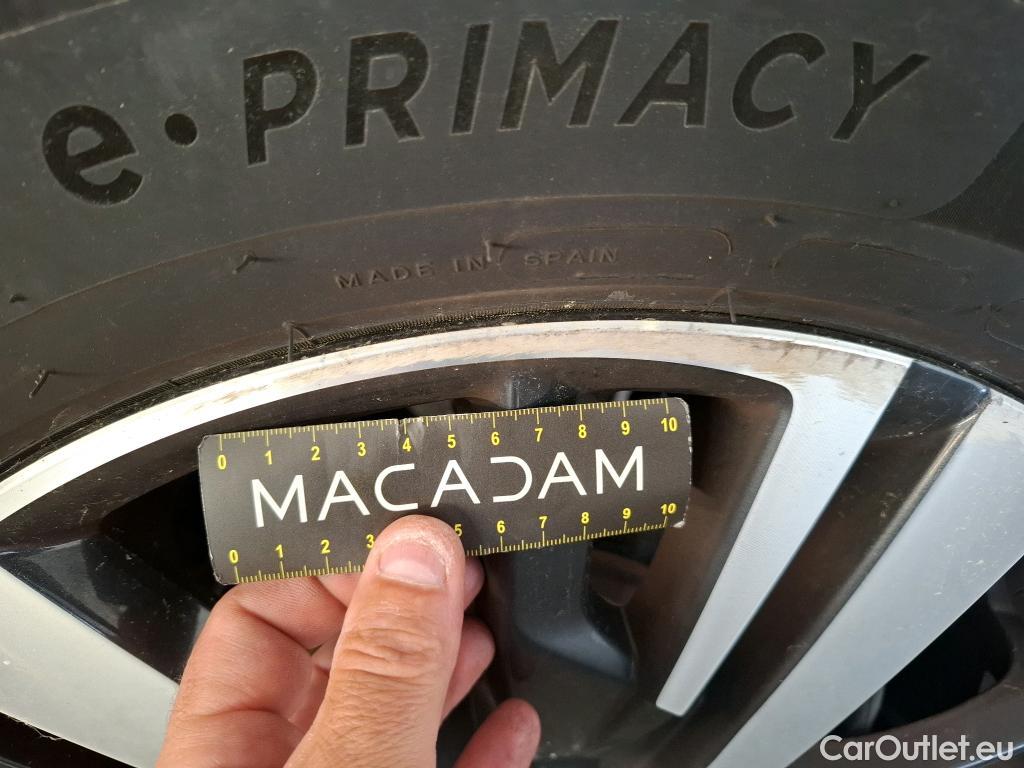 e·PRIMACY
MADE IN SPAIN
0 1 2 3 4 5 6 7 8 9 10
MACADAM
0 1 2 3 5 6 7 8 9 10
CarOutlet.eu